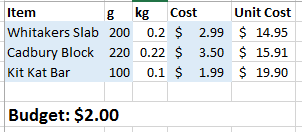 Item g kg Cost Unit Cost
Whitakers Slab 200 0.2 $ 2.99 $ 14.95
Cadbury Block 220 0.22 $ 3.50 $ 15.91
Kit Kat Bar 100 0.1 $ 1.99 $ 19.90
Budget: $2.00